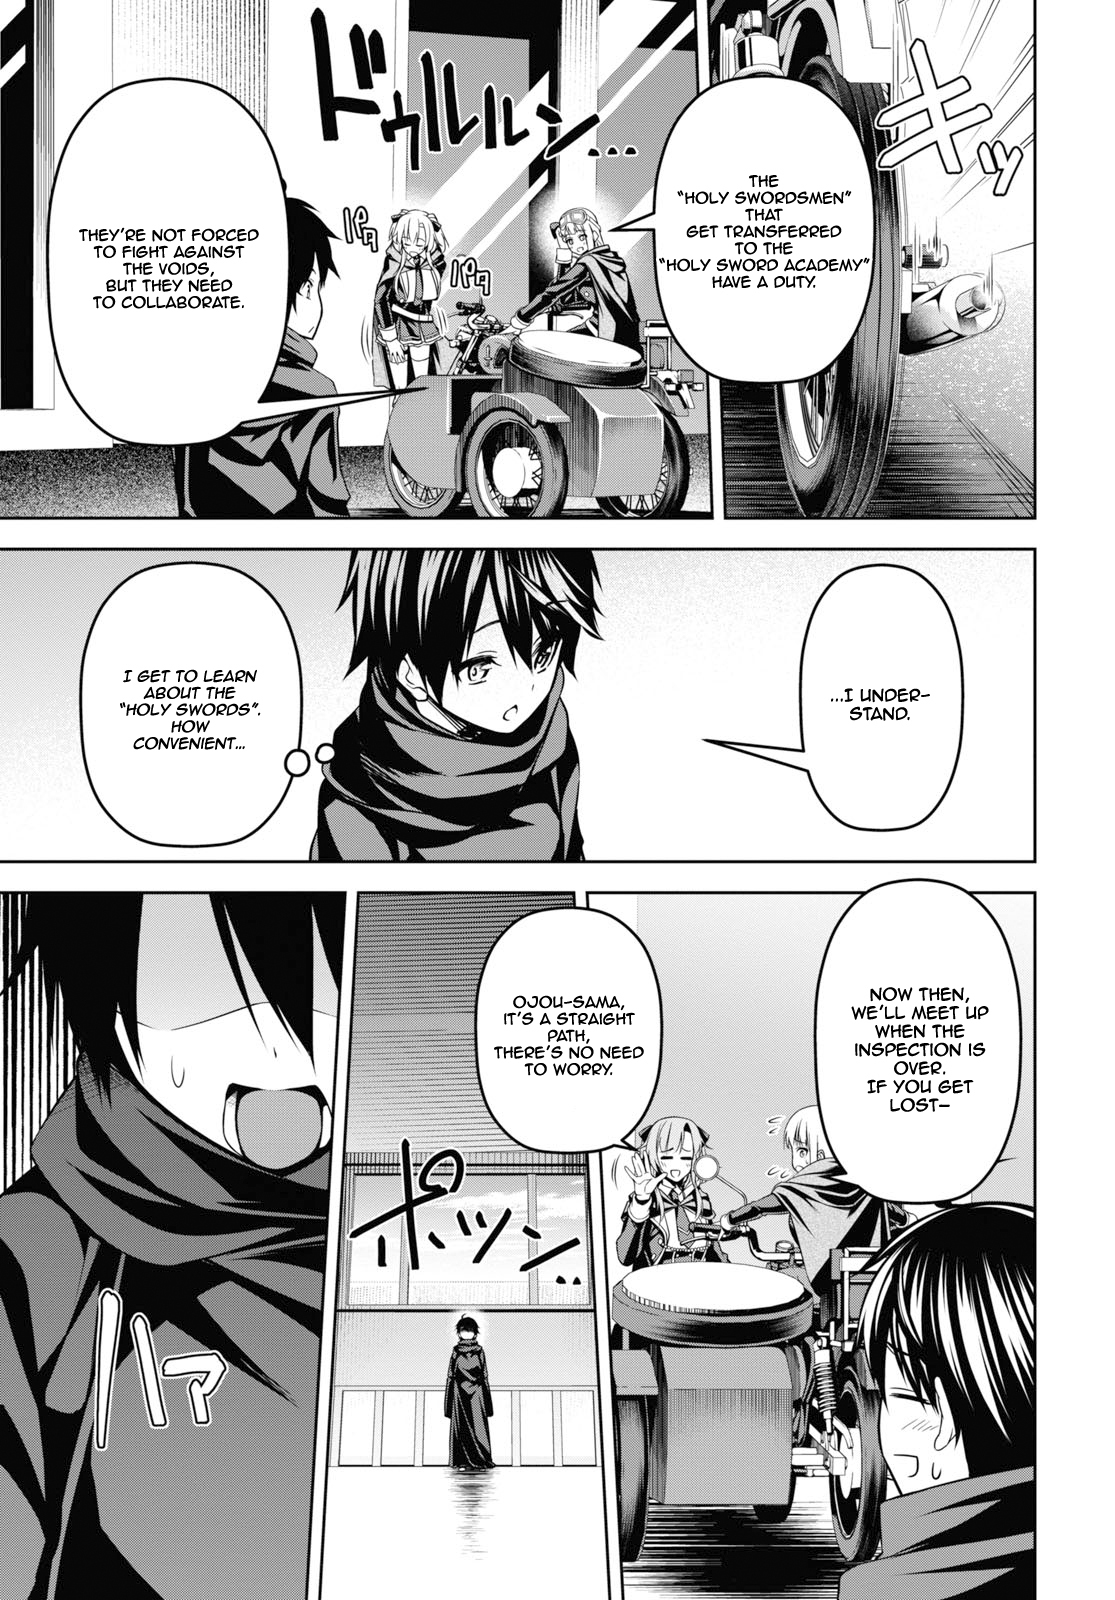 キッ
THE
"HOLY SWORDSMEN"
THAT
GET TRANSFERRED
TO THE
"HOLY SWORD ACADEMY"
HAVE A DUTY.
ドゥルルルン...
パタ
パタ
THEY'RE NOT FORCED
TO FIGHT AGAINST
THE VOIDS,
BUT THEY NEED
TO COLLABORATE.
...I UNDER-
STAND.
I GET TO LEARN
ABOUT THE
"HOLY SWORDS".
HOW
CONVENIENT...
NOW THEN,
WE'LL MEET UP
WHEN THE
INSPECTION IS
OVER.
IF YOU GET
LOST–
OJOU-SAMA,
IT'S A STRAIGHT
PATH,
THERE'S NO NEED
TO WORRY.
ポツン...
ハァ